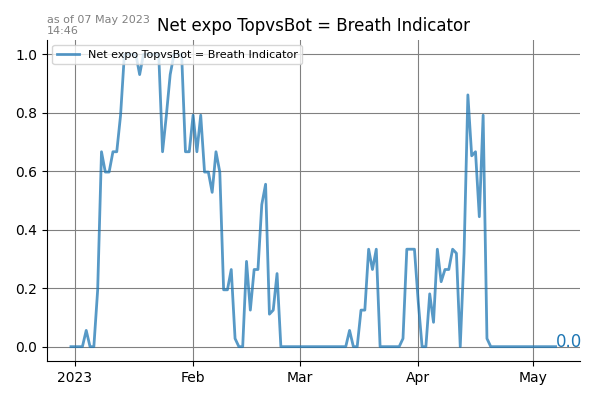 as of 07 May 2023
14:46
Net expo TopvsBot = Breath Indicator
Net expo TopvsBot = Breath Indicator
1.0
0.8
0.6
0.4
0.2
0.0
0.0
2023 Feb Mar Apr May